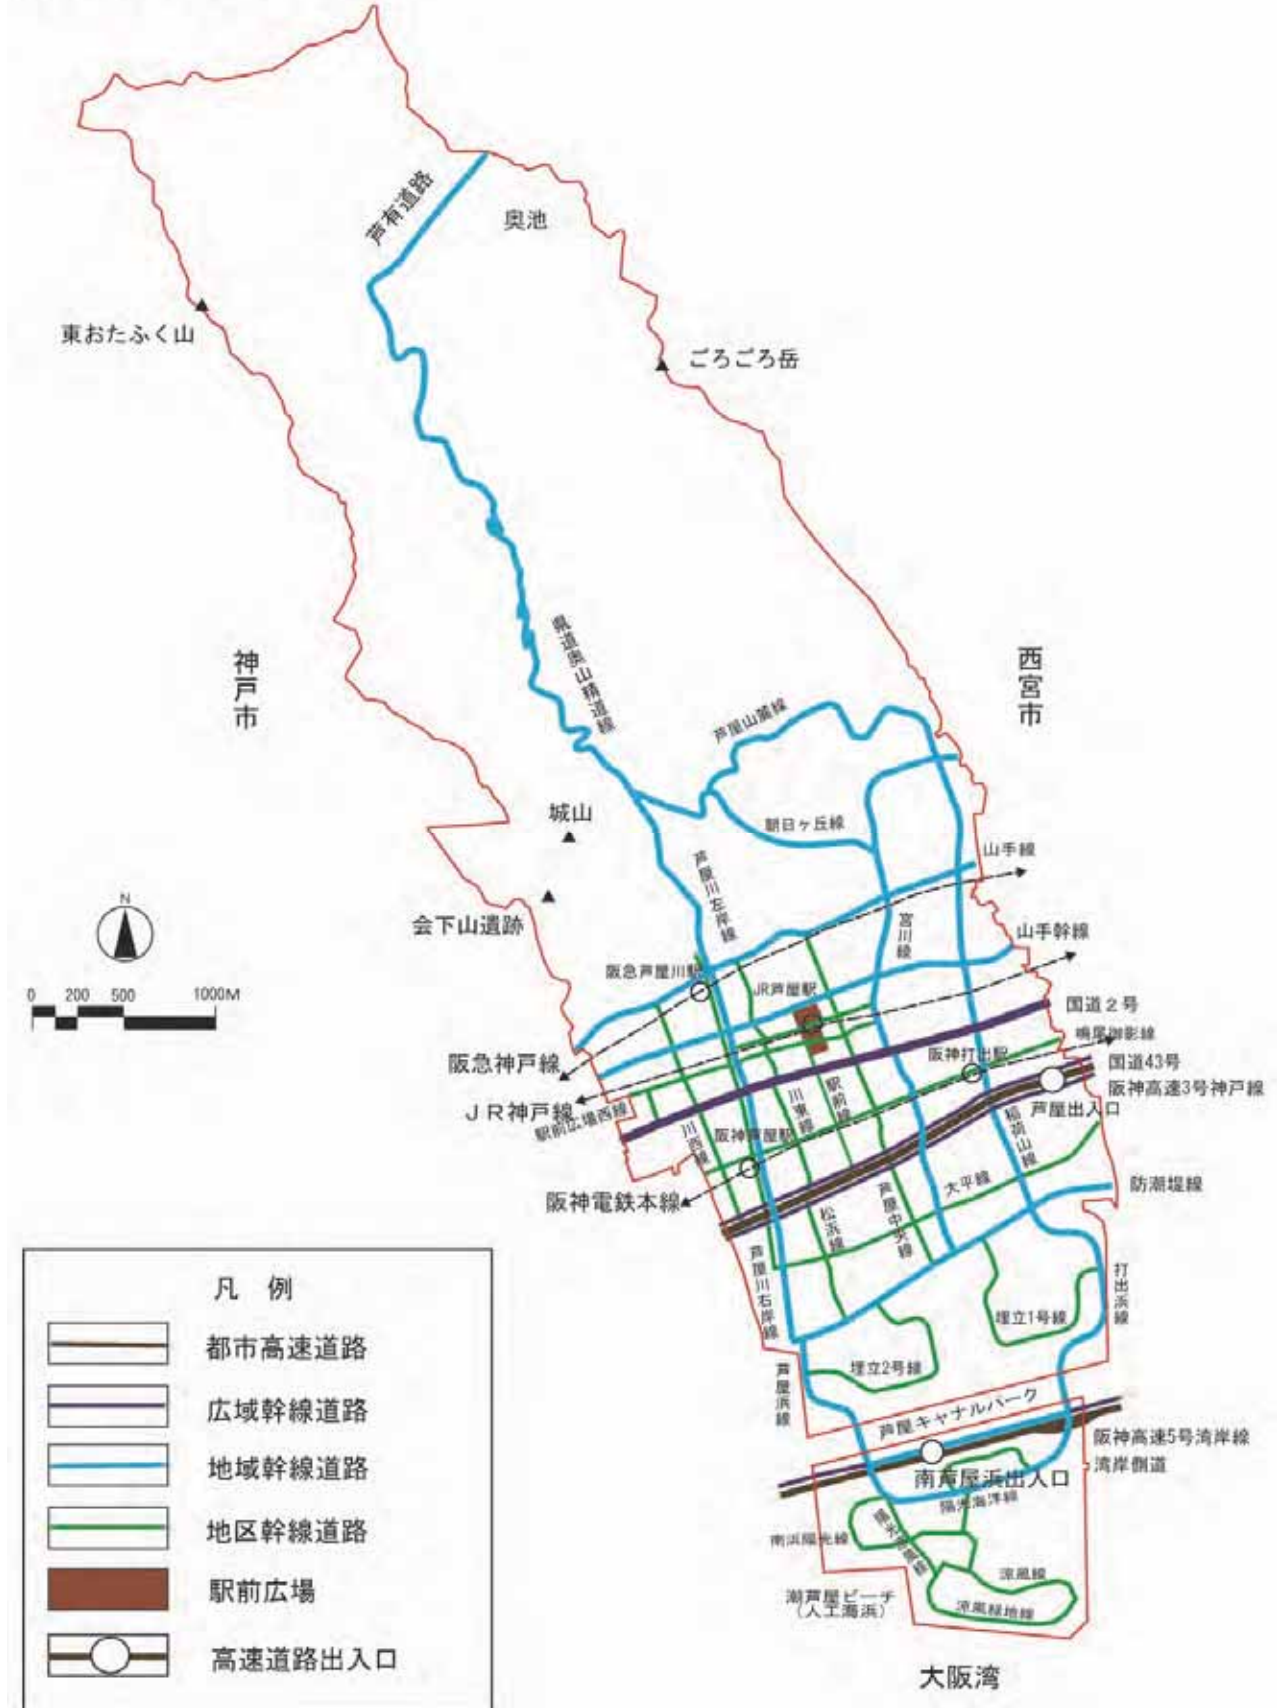 芦有道路
奥池
東おたふく山
ごろごろ岳
県道奥山精道線
神戸市
西宮市
芦屋山麓線
城山
朝日ヶ丘線
山手線
芦屋川左岸線
宮川線
会下山遺跡
N
山手幹線
阪急芦屋川駅
JR芦屋駅
0 200 500 1000M
国道2号
鳴尾御影線
阪神打出駅
阪急神戸線
国道43号
阪神高速3号神戸線
JR神戸線
芦屋出入口
駅前広場西線
川西線
阪神芦屋駅
川東線
駅前線
稲荷山線
阪神電鉄本線
大平線
防潮堤線
松浜線
芦屋中央線
芦屋川右岸線
打出浜線
埋立1号線
埋立2号線
芦屋浜線
芦屋キャナルパーク
阪神高速5号湾岸線
湾岸側道
南芦屋浜出入口
陽光海洋線
南浜陽光線
涼風線
潮芦屋ビーチ
(人工海浜)
涼風緑地線
大阪湾
凡 例
都市高速道路
広域幹線道路
地域幹線道路
地区幹線道路
駅前広場
高速道路出入口